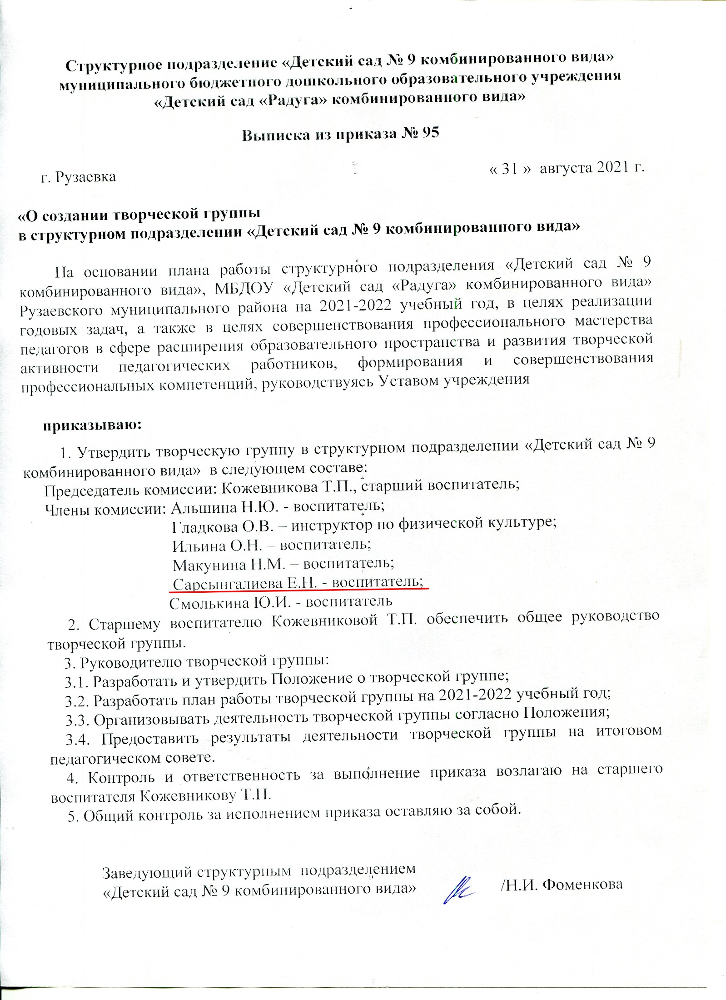 Структурное подразделение «Детский сад № 9 комбинированного вида»
муниципального бюджетного дошкольного образовательного учреждения
«Детский сад «Радуга» комбинированного вида»
Выписка из приказа № 95
г. Рузаевка « 31 » августа 2021 г.
«О создании творческой группы
в структурном подразделении «Детский сад № 9 комбинированного вида»
На основании плана работы структурного подразделения «Детский сад № 9
комбинированного вида», МБДОУ «Детский сад «Радуга» комбинированного вида»
Рузаевского муниципального района на 2021-2022 учебный год, в целях реализации
годовых задач, а также в целях совершенствования профессионального мастерства
педагогов в сфере расширения образовательного пространства и развития творческой
активности педагогических работников, формирования и совершенствования
профессиональных компетенций, руководствуясь Уставом учреждения
приказываю:
1. Утвердить творческую группу в структурном подразделении «Детский сад № 9
комбинированного вида» в следующем составе:
Председатель комиссии: Кожевникова Т.П., старший воспитатель;
Члены комиссии: Альшина Н.Ю. - воспитатель;
Гладкова О.В. – инструктор по физической культуре;
Ильина О.Н. – воспитатель;
Макунина Н.М. – воспитатель;
Сарсынгалиева Е.Н. - воспитатель;
Смолькина Ю.И. - воспитатель
2. Старшему воспитателю Кожевниковой Т.П. обеспечить общее руководство
творческой группы.
3. Руководителю творческой группы:
3.1. Разработать и утвердить Положение о творческой группе;
3.2. Разработать план работы творческой группы на 2021-2022 учебный год;
3.3. Организовывать деятельность творческой группы согласно Положения;
3.4. Предоставить результаты деятельности творческой группы на итоговом
педагогическом совете.
4. Контроль и ответственность за выполнение приказа возлагаю на старшего
воспитателя Кожевникову Т.П.
5. Общий контроль за исполнением приказа оставляю за собой.
Заведующий структурным подразделением
«Детский сад № 9 комбинированного вида» /Н.И. Фоменкова